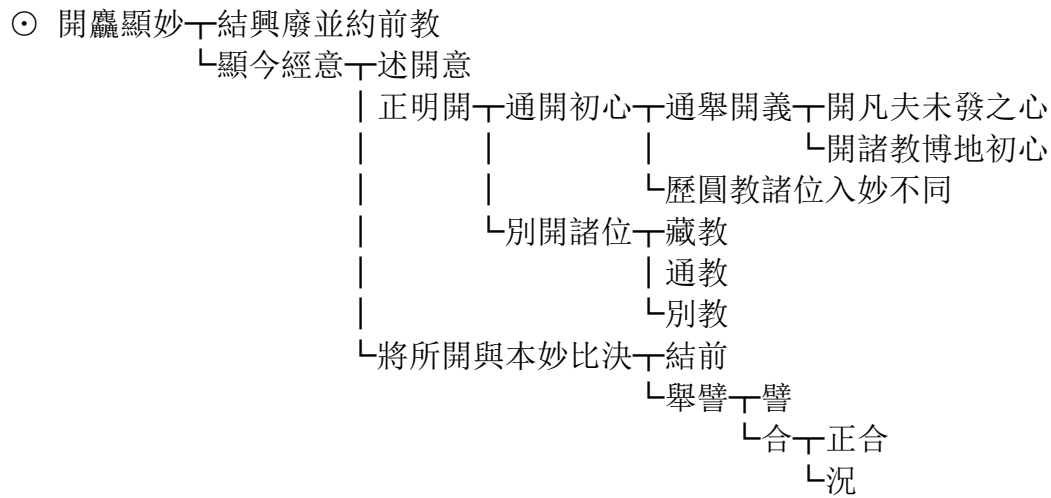 ⊙ 開麤顯妙┬結興廢並約前教
└顯今經意┬述開意
│正明開┬通開初心┬通舉開義┬開凡夫未發之心
│ │ │ └開諸教博地初心
│ │ └歷圓教諸位入妙不同
│ └別開諸位┬藏教
│ │通教
│ └別教
└將所開與本妙比決┬結前
└舉譬┬譬
└合┬正合
└況